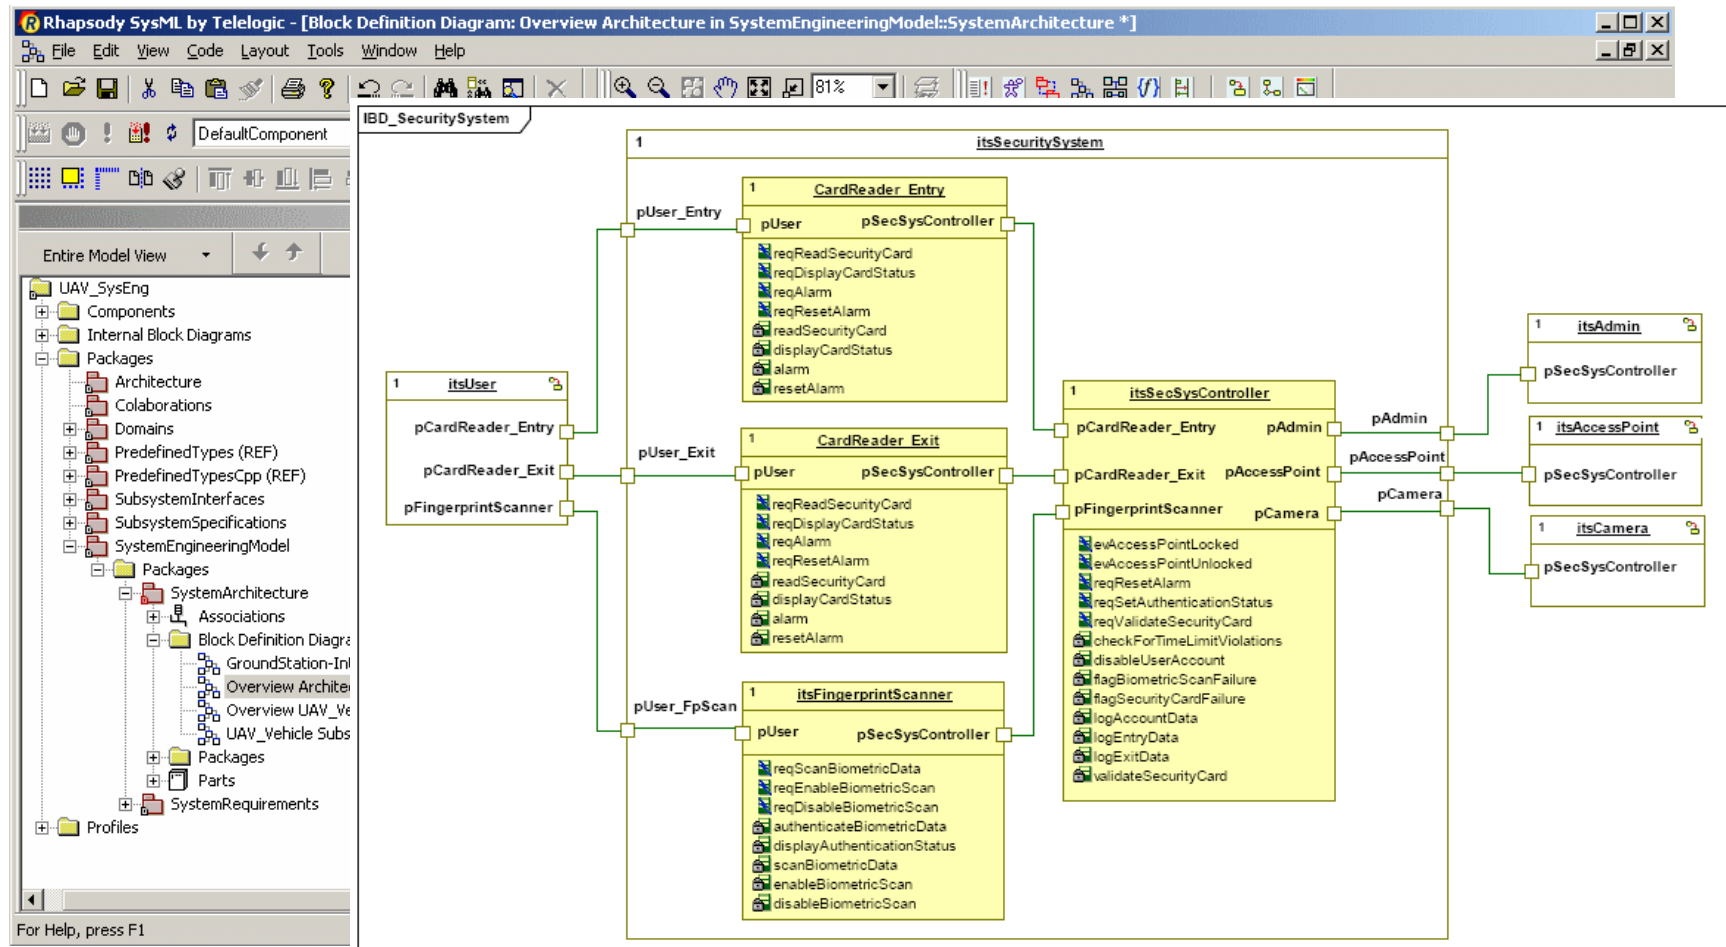 Rhapsody SysML by Telelogic - [Block Definition Diagram: Overview Architecture in SystemEngineeringModel::SystemArchitecture *]
File Edit View Code Layout Tools Window Help
81%
DefaultComponent
Entire Model View
UAV_SysEng
Components
Internal Block Diagrams
Packages
Architecture
Colaborations
Domains
PredefinedTypes (REF)
PredefinedTypesCpp (REF)
SubsystemInterfaces
SubsystemSpecifications
SystemEngineeringModel
Packages
SystemArchitecture
Associations
Block Definition Diagra
GroundStation-Int
Overview Archite
Overview UAV_Ve
UAV_Vehicle Subs
Packages
Parts
SystemRequirements
Profiles
For Help, press F1
IBD_SecuritySystem
1 itsSecuritySystem
1 itsUser
pCardReader_Entry
pCardReader_Exit
pFingerprintScanner
pUser_Entry
pUser_Exit
pUser_FpScan
1 CardReader_Entry
pUser pSecSysController
reqReadSecurityCard
reqDisplayCardStatus
reqAlarm
reqResetAlarm
readSecurityCard
displayCardStatus
alarm
resetAlarm
1 CardReader_Exit
pUser pSecSysController
reqReadSecurityCard
reqDisplayCardStatus
reqAlarm
reqResetAlarm
readSecurityCard
displayCardStatus
alarm
resetAlarm
1 itsFingerprintScanner
pUser pSecSysController
reqScanBiometricData
reqEnableBiometricScan
reqDisableBiometricScan
authenticateBiometricData
displayAuthenticationStatus
scanBiometricData
enableBiometricScan
disableBiometricScan
1 itsSecSysController
pCardReader_Entry pAdmin
pCardReader_Exit pAccessPoint
pFingerprintScanner pCamera
evAccessPointLocked
evAccessPointUnlocked
reqResetAlarm
reqSetAuthenticationStatus
reqValidateSecurityCard
checkForTimeLimitViolations
disableUserAccount
flagBiometricScanFailure
flagSecurityCardFailure
logAccountData
logEntryData
logExitData
validateSecurityCard
pAdmin
pAccessPoint
pCamera
1 itsAdmin
pSecSysController
1 itsAccessPoint
pSecSysController
1 itsCamera
pSecSysController